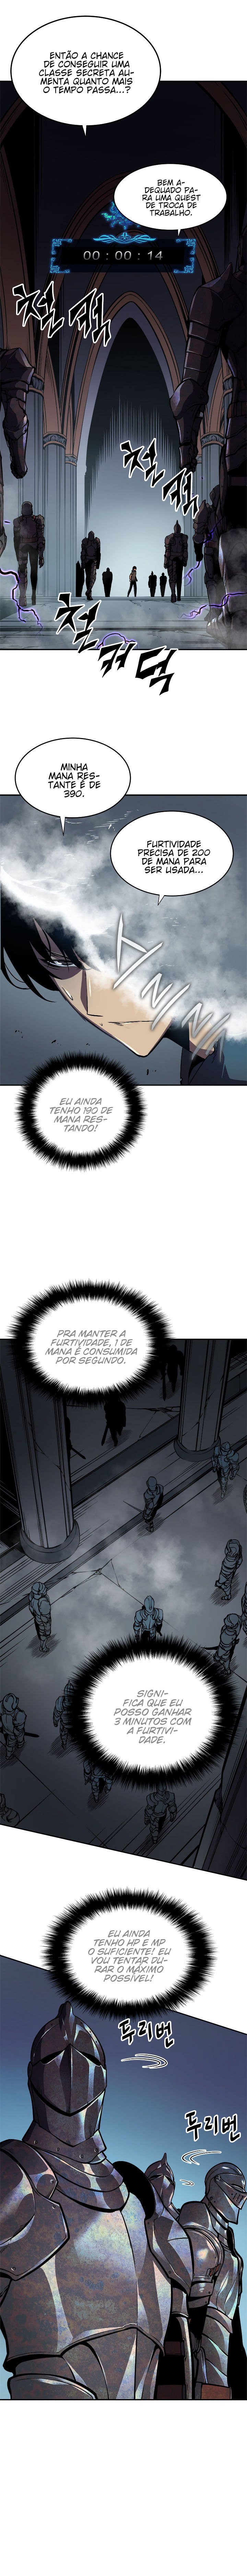 ENTÃO A CHANCE
DE CONSEGUIR UMA
CLASSE SECRETA AU-
MENTA QUANTO MAIS
O TEMPO PASSA...?
BEM A-
DEQUADO PA-
RA UMA QUEST
DE TROCA DE
TRABALHO.
00 : 00 : 14
철
컥
철
컥
철
커
덕
MINHA
MANA RES-
TANTE É DE
390.
FURTIVIDADE
PRECISA DE 200
DE MANA PARA
SER USADA...
EU AINDA
TENHO 190 DE
MANA RES-
TANDO!
PRA MANTER A
FURTIVIDADE, 1 DE
MANA É CONSUMIDA
POR SEGUNDO.
SIGNI-
FICA QUE EU
POSSO GANHAR
3 MINUTOS COM
A FURTIVI-
DADE.
EU AINDA
TENHO HP E MP
O SUFICIENTE! EU
VOU TENTAR DU-
RAR O MÁXIMO
POSSÍVEL!
두리번
두리번